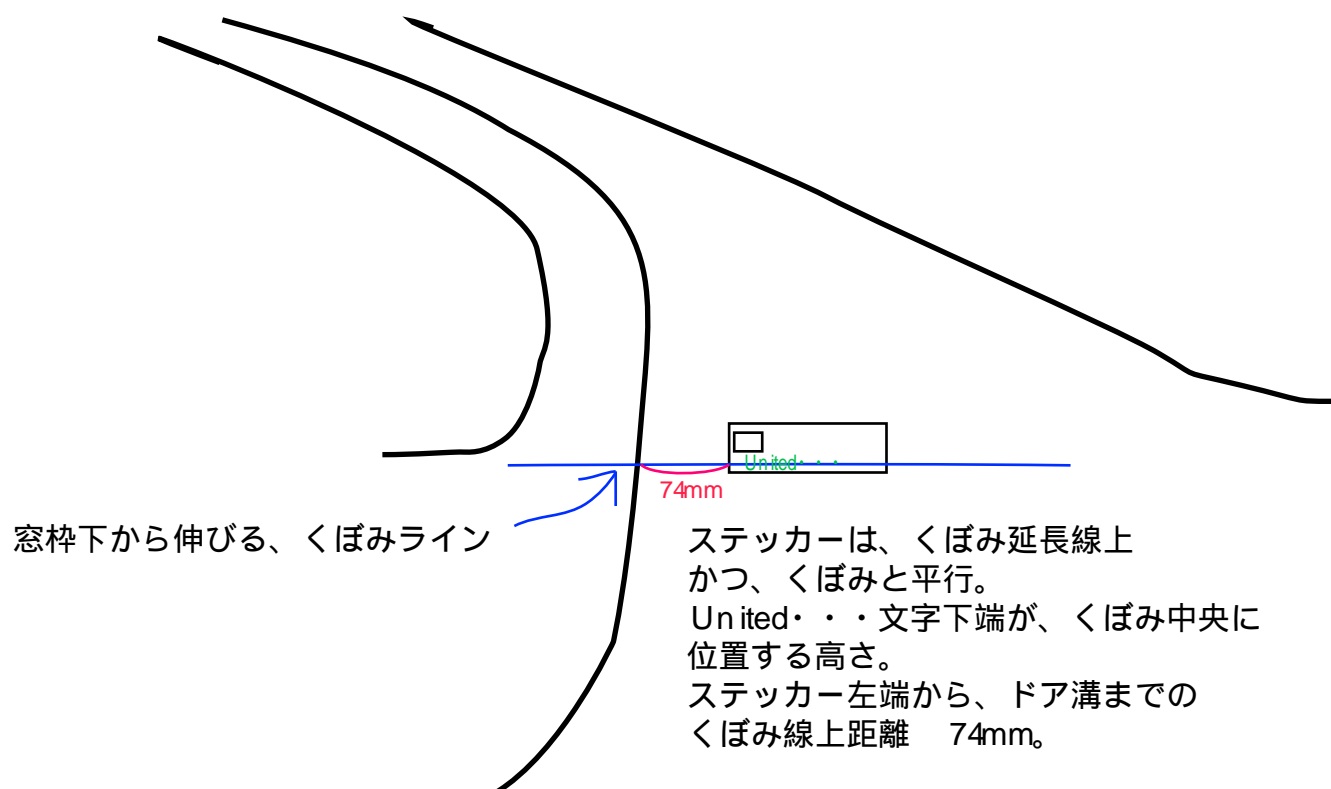 United・・・
74mm
窓枠下から伸びる、くぼみライン
ステッカーは、くぼみ延長線上
かつ、くぼみと平行。
United・・・文字下端が、くぼみ中央に
位置する高さ。
ステッカー左端から、ドア溝までの
くぼみ線上距離　74mm。